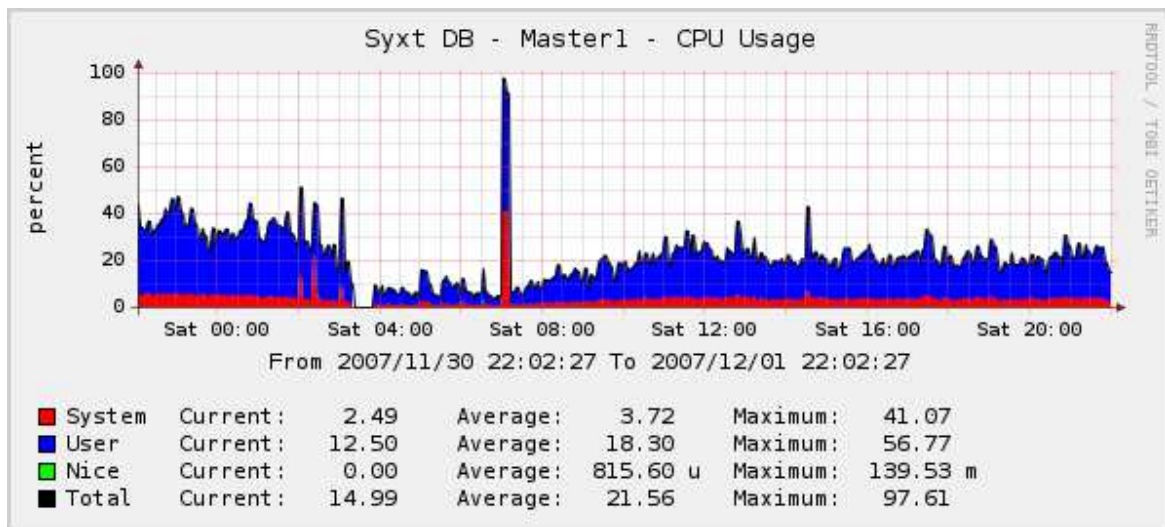 Syxt DB - Master1 - CPU Usage
RRDTOOL / TOBI OETIKER
percent
100
80
60
40
20
0
Sat 00:00 Sat 04:00 Sat 08:00 Sat 12:00 Sat 16:00 Sat 20:00
From 2007/11/30 22:02:27 To 2007/12/01 22:02:27
System Current: 2.49 Average: 3.72 Maximum: 41.07
User Current: 12.50 Average: 18.30 Maximum: 56.77
Nice Current: 0.00 Average: 815.60 u Maximum: 139.53 m
Total Current: 14.99 Average: 21.56 Maximum: 97.61